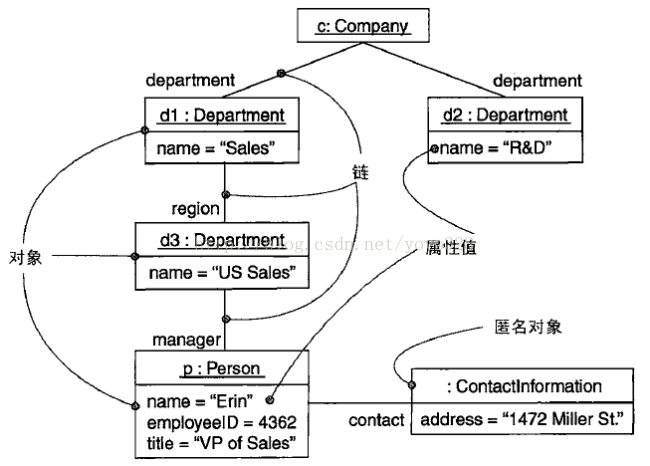 c: Company
department
department
d1 : Department
name = “Sales”
d2 : Department
name = “R&D”
链
region
d3 : Department
name = “US Sales”
对象
属性值
manager
匿名对象
p : Person
name = “Erin”
employeeID = 4362
title = “VP of Sales”
contact
: ContactInformation
address = “1472 Miller St.”